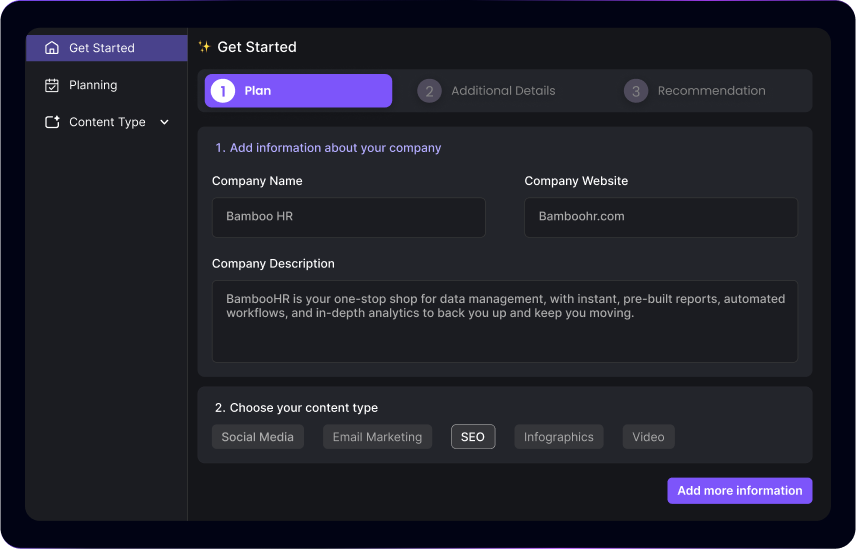 Get Started
Planning
Content Type
Get Started
1 Plan
2 Additional Details
3 Recommendation
1. Add information about your company
Company Name
Company Website
Bamboo HR
Bamboohr.com
Company Description
BambooHR is your one-stop shop for data management, with instant, pre-built reports, automated
workflows, and in-depth analytics to back you up and keep you moving.
2. Choose your content type
Social Media
Email Marketing
SEO
Infographics
Video
Add more information